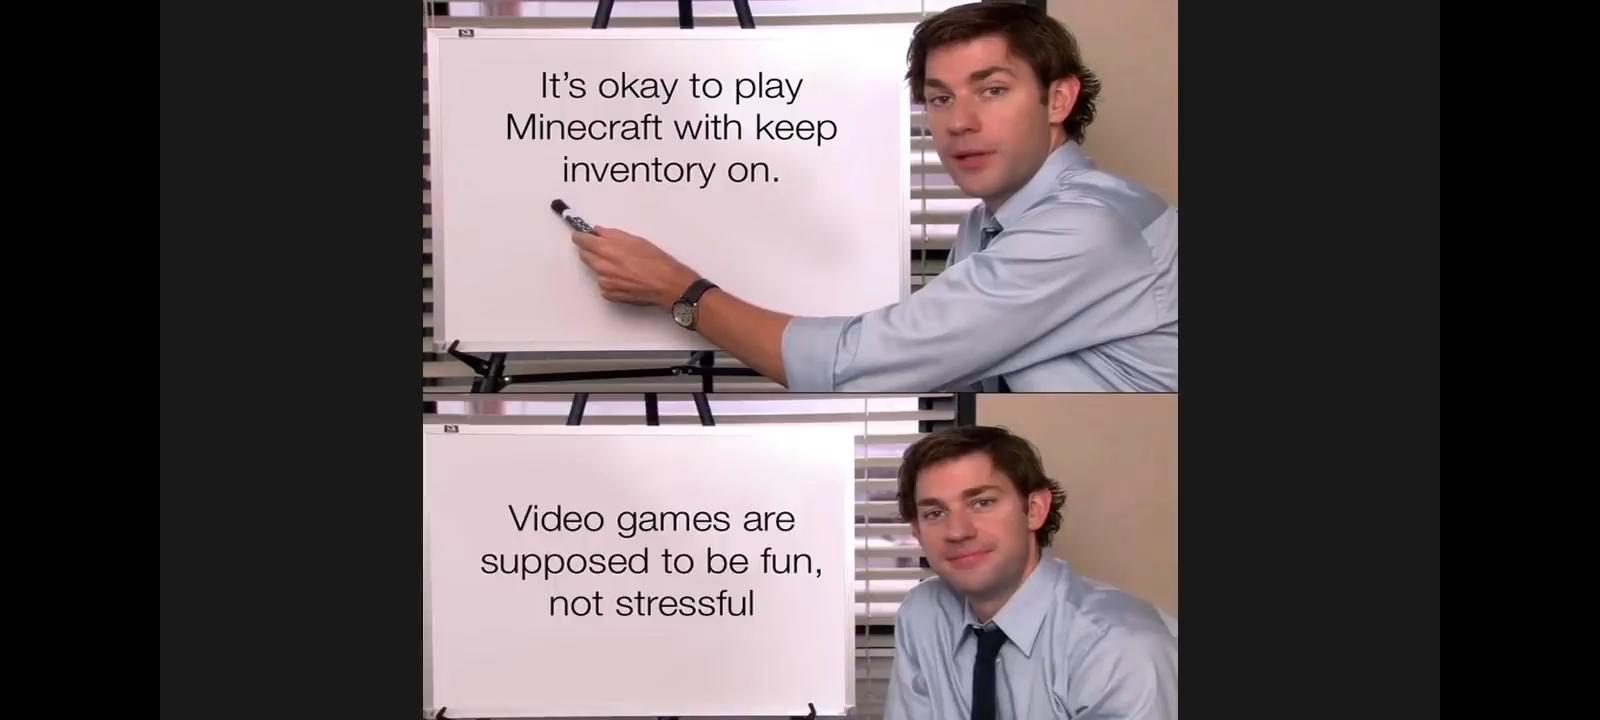 It’s okay to play
Minecraft with keep
inventory on.
Video games are
supposed to be fun,
not stressful